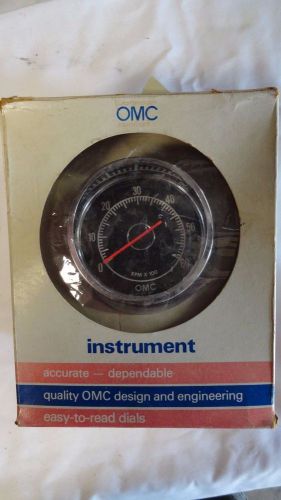 OMC
30
20
40
10
50
0
60
RPM X 100
OMC
instrument
accurate — dependable
quality OMC design and engineering
easy-to-read dials